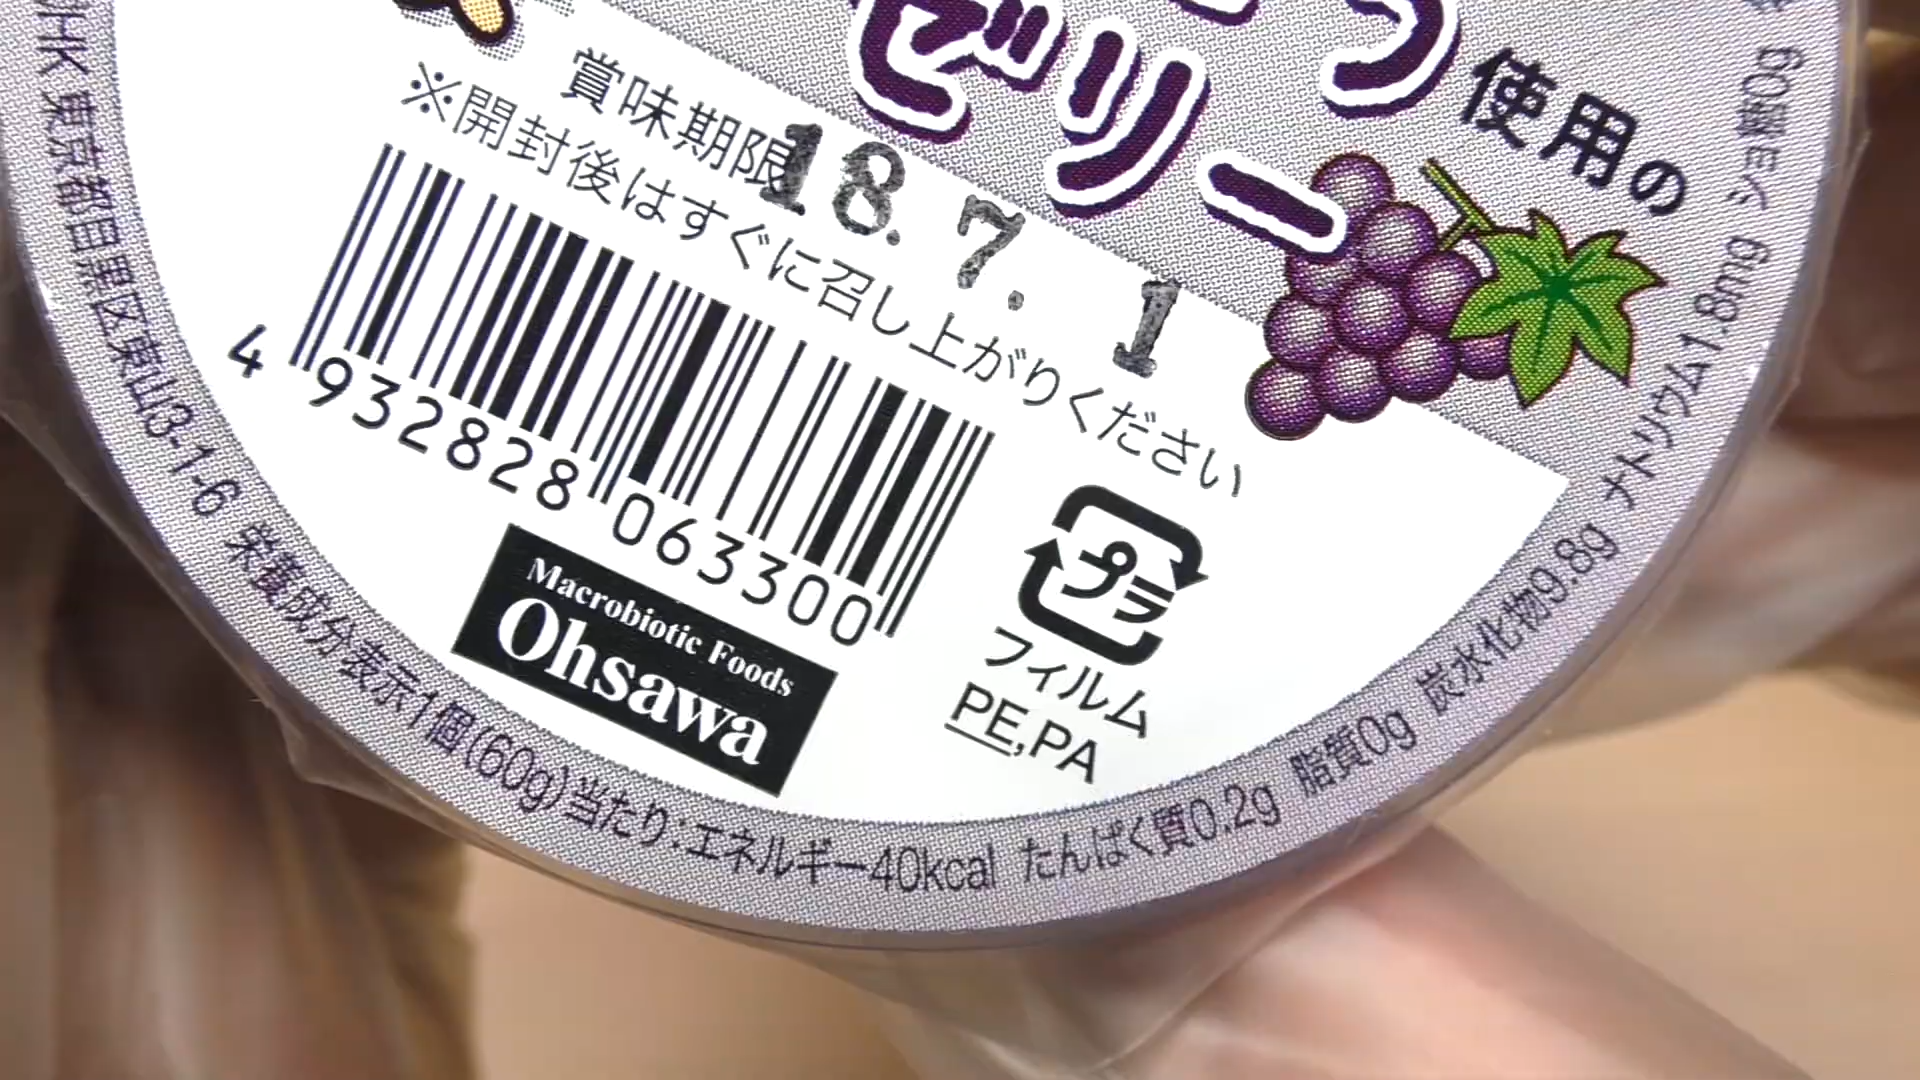 使用の
ゼリー
賞味期限18.7.1
※開封後はすぐに召し上がりください
4 932828 063300
プラ
フィルム
PE,PA
Macrobiotic Foods
Ohsawa
東京都目黒区東山3-1-6 栄養成分表示1個(60g)当たり:エネルギー40kcal たんぱく質0.2g 脂質0g 炭水化物9.8g ナトリウム1.8mg ショ糖0g